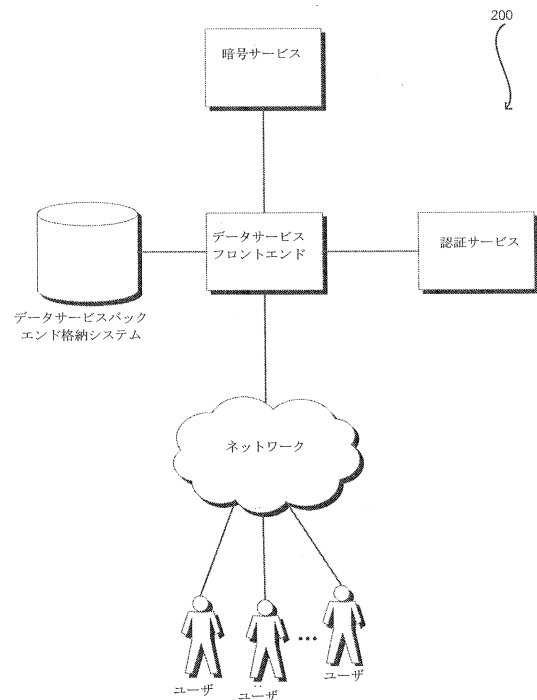 200
暗号サービス
データサービス
フロントエンド
認証サービス
データサービスバック
エンド格納システム
ネットワーク
...
ユーザ
ユーザ
ユーザ